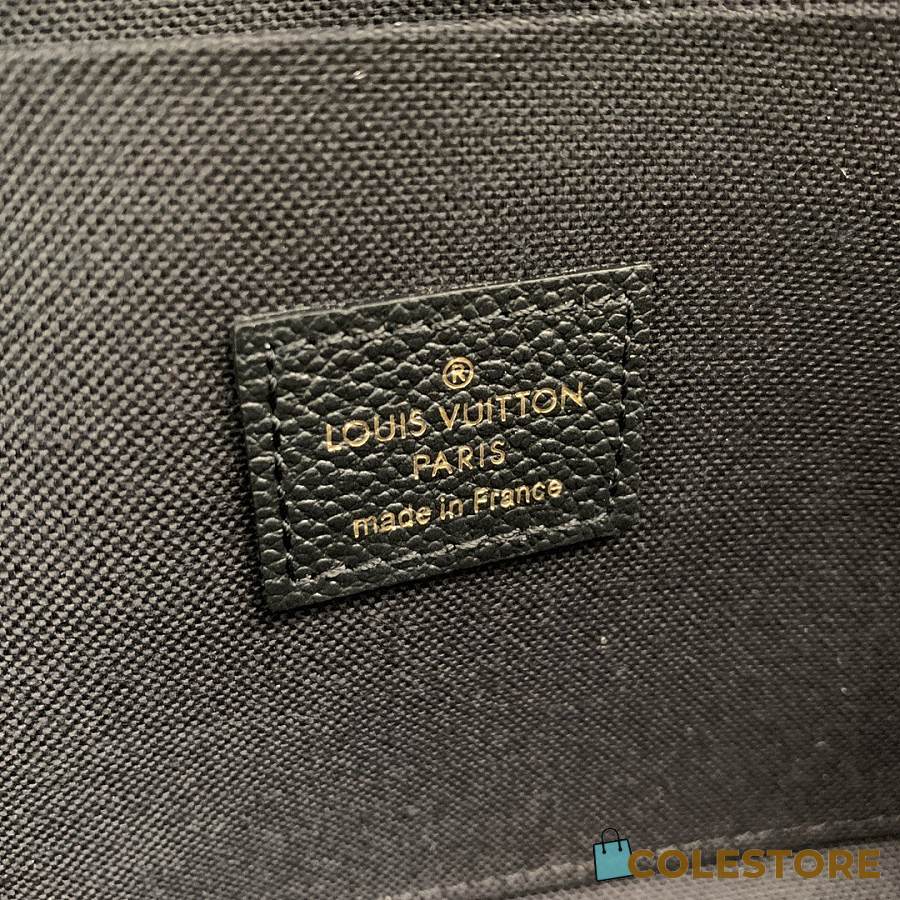 ®
LOUIS VUITTON
PARIS
made in France
COLESTORE